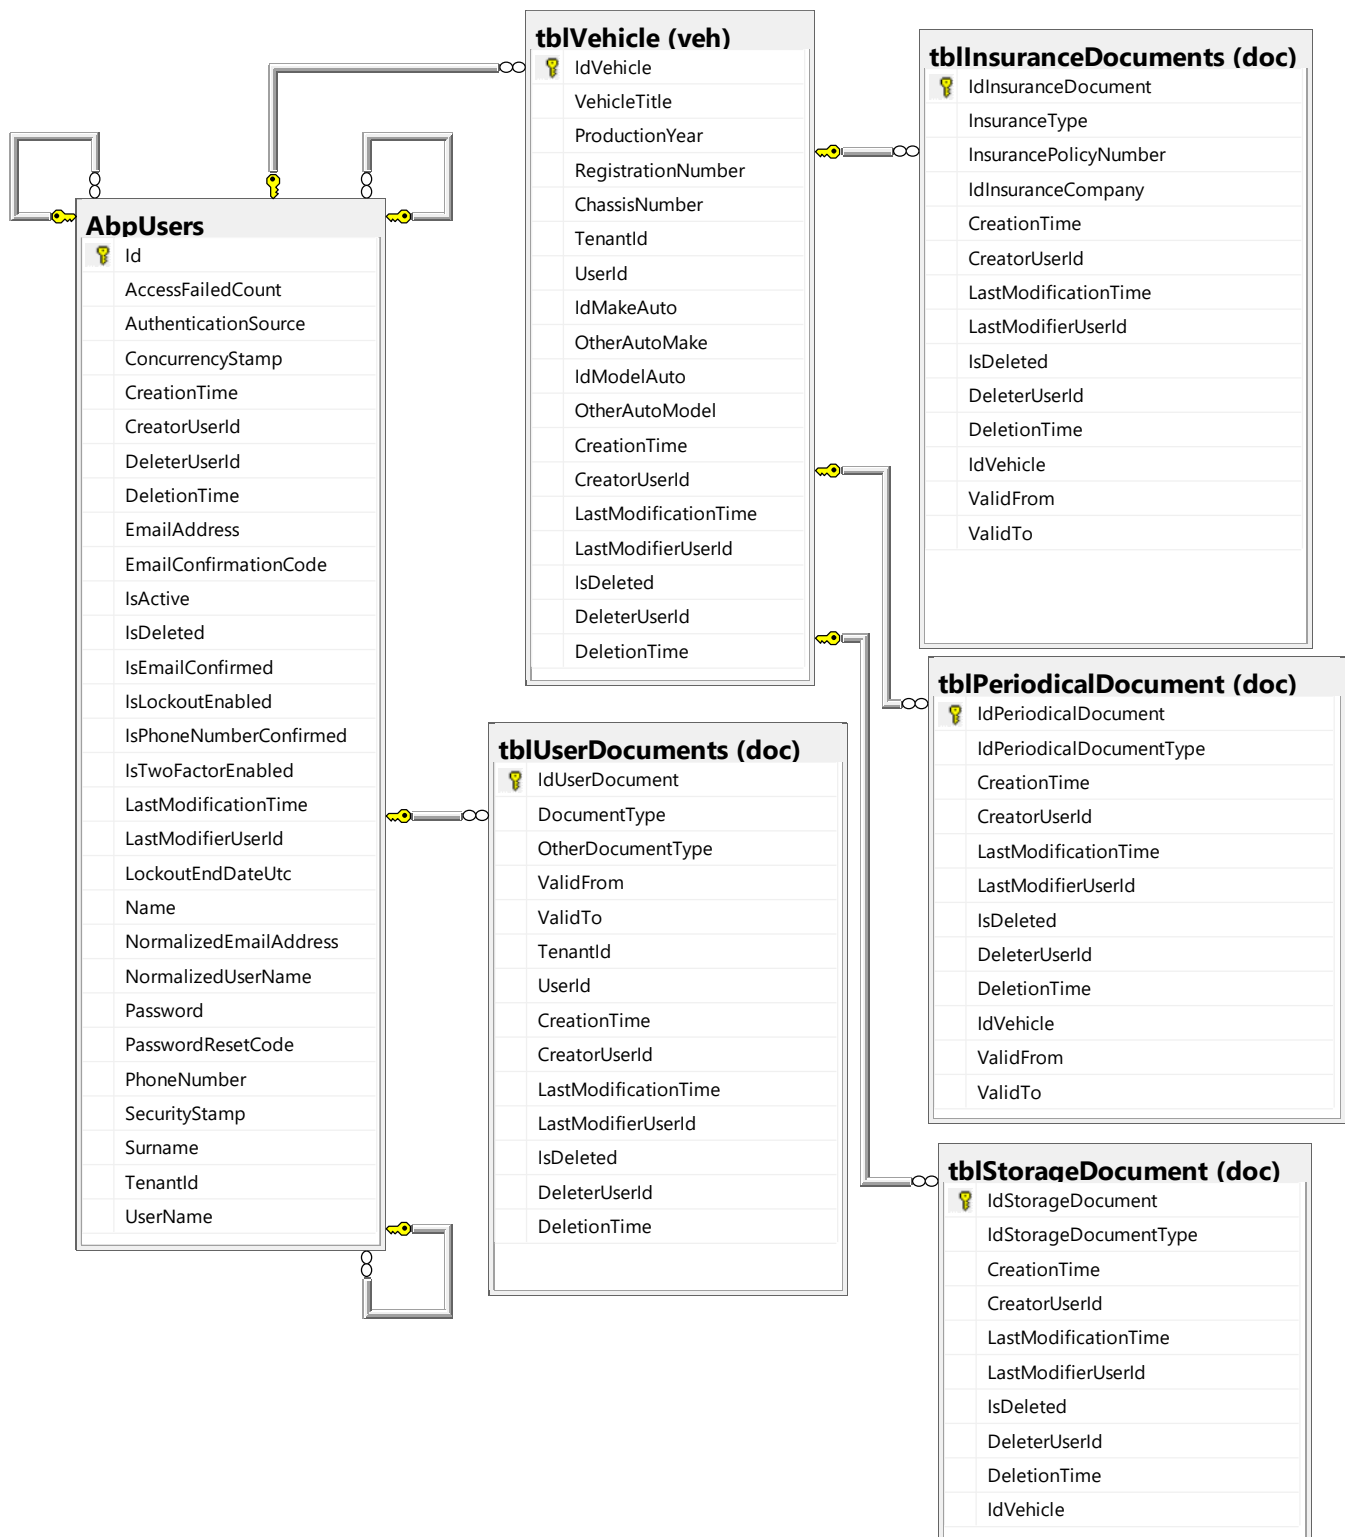 tblVehicle (veh)
IdVehicle
VehicleTitle
ProductionYear
RegistrationNumber
ChassisNumber
TenantId
UserId
IdMakeAuto
OtherAutoMake
IdModelAuto
OtherAutoModel
CreationTime
CreatorUserId
LastModificationTime
LastModifierUserId
IsDeleted
DeleterUserId
DeletionTime
tblInsuranceDocuments (doc)
IdInsuranceDocument
InsuranceType
InsurancePolicyNumber
IdInsuranceCompany
CreationTime
CreatorUserId
LastModificationTime
LastModifierUserId
IsDeleted
DeleterUserId
DeletionTime
IdVehicle
ValidFrom
ValidTo
AbpUsers
Id
AccessFailedCount
AuthenticationSource
ConcurrencyStamp
CreationTime
CreatorUserId
DeleterUserId
DeletionTime
EmailAddress
EmailConfirmationCode
IsActive
IsDeleted
IsEmailConfirmed
IsLockoutEnabled
IsPhoneNumberConfirmed
IsTwoFactorEnabled
LastModificationTime
LastModifierUserId
LockoutEndDateUtc
Name
NormalizedEmailAddress
NormalizedUserName
Password
PasswordResetCode
PhoneNumber
SecurityStamp
Surname
TenantId
UserName
tblUserDocuments (doc)
IdUserDocument
DocumentType
OtherDocumentType
ValidFrom
ValidTo
TenantId
UserId
CreationTime
CreatorUserId
LastModificationTime
LastModifierUserId
IsDeleted
DeleterUserId
DeletionTime
tblPeriodicalDocument (doc)
IdPeriodicalDocument
IdPeriodicalDocumentType
CreationTime
CreatorUserId
LastModificationTime
LastModifierUserId
IsDeleted
DeleterUserId
DeletionTime
IdVehicle
ValidFrom
ValidTo
tblStorageDocument (doc)
IdStorageDocument
IdStorageDocumentType
CreationTime
CreatorUserId
LastModificationTime
LastModifierUserId
IsDeleted
DeleterUserId
DeletionTime
IdVehicle